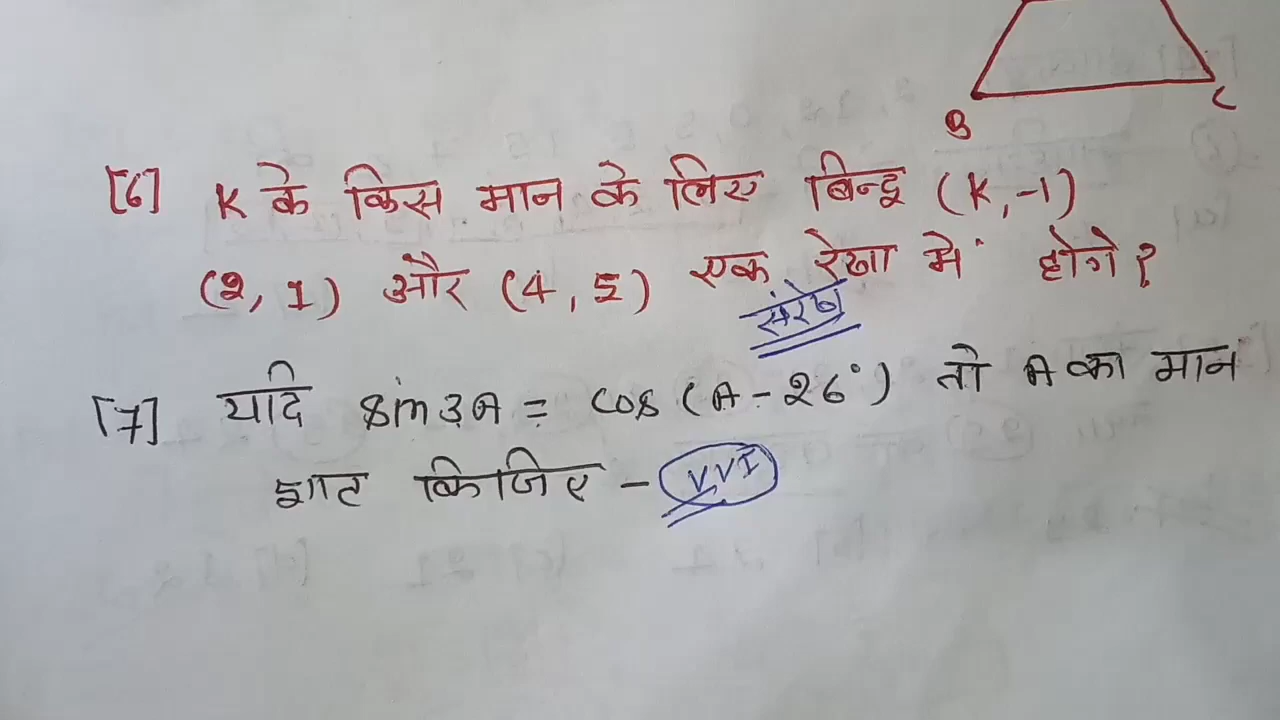 B C
[6] K के किस मान के लिए बिन्दू (K,-1)
(2, 1) और (4, 5) एक रेखा में होगे?
संरेख
[7] यदि sin3A = cos (A-26°) तो A का मान
ज्ञात किजिए - VVI